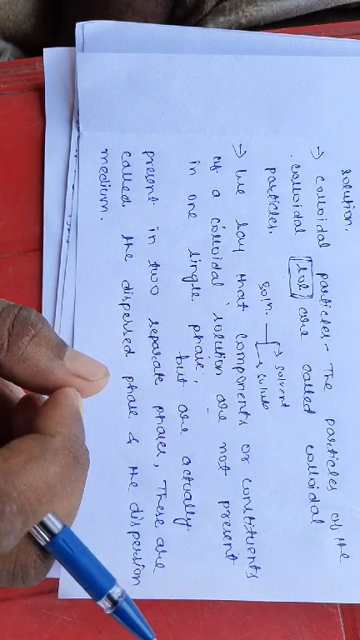 solution.
→ colloidal particles - The particles of the
colloidal [sol] are called colloidal
particles.
soln. → solvent
→ solute
→ We say that components or constituents
of a colloidal solution are not present
in one single phase, but are actually
present in two separate phases, These are
called the dispersed phase & the dispersion
medium.